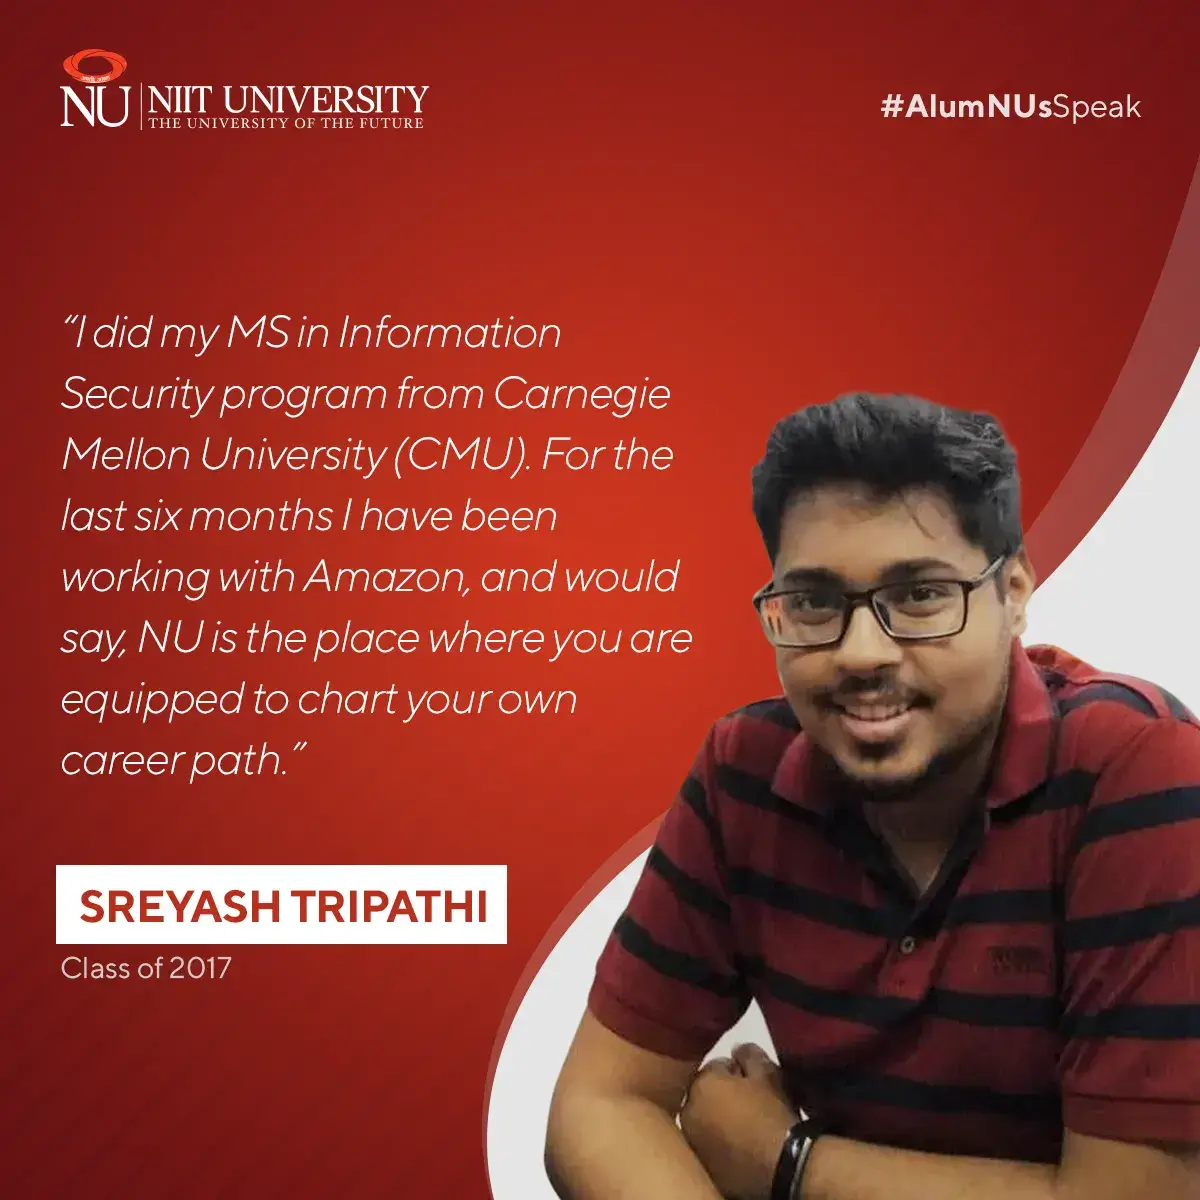 NU
NIIT UNIVERSITY
THE UNIVERSITY OF THE FUTURE
#AlumNUsSpeak
“I did my MS in Information
Security program from Carnegie
Mellon University (CMU). For the
last six months I have been
working with Amazon, and would
say, NU is the place where you are
equipped to chart your own
career path.”
SREYASH TRIPATHI
Class of 2017